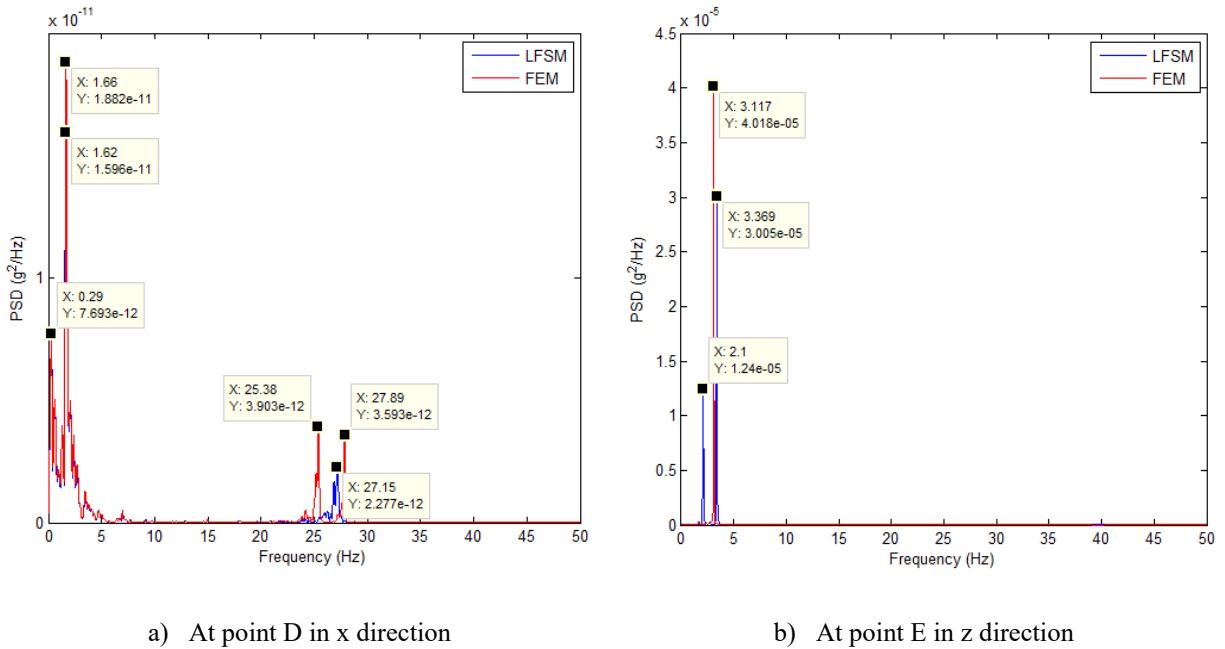 x 10⁻¹¹
LFSM
FEM
X: 1.66
Y: 1.882e-11
X: 1.62
Y: 1.596e-11
PSD (g²/Hz)
1
X: 0.29
Y: 7.693e-12
X: 25.38
Y: 3.903e-12
X: 27.89
Y: 3.593e-12
X: 27.15
Y: 2.277e-12
0
0 5 10 15 20 25 30 35 40 45 50
Frequency (Hz)
a) At point D in x direction
x 10⁻⁵
4.5
LFSM
FEM
4
X: 3.117
Y: 4.018e-05
3.5
3
X: 3.369
Y: 3.005e-05
PSD (g²/Hz)
2.5
2
1.5
X: 2.1
Y: 1.24e-05
1
0.5
0
0 5 10 15 20 25 30 35 40 45 50
Frequency (Hz)
b) At point E in z direction